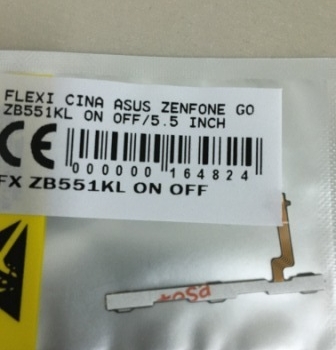 FLEXI CINA ASUS ZENFONE GO
ZB551KL ON OFF/5.5 INCH
CE
000000 164824
FX ZB551KL ON OFF